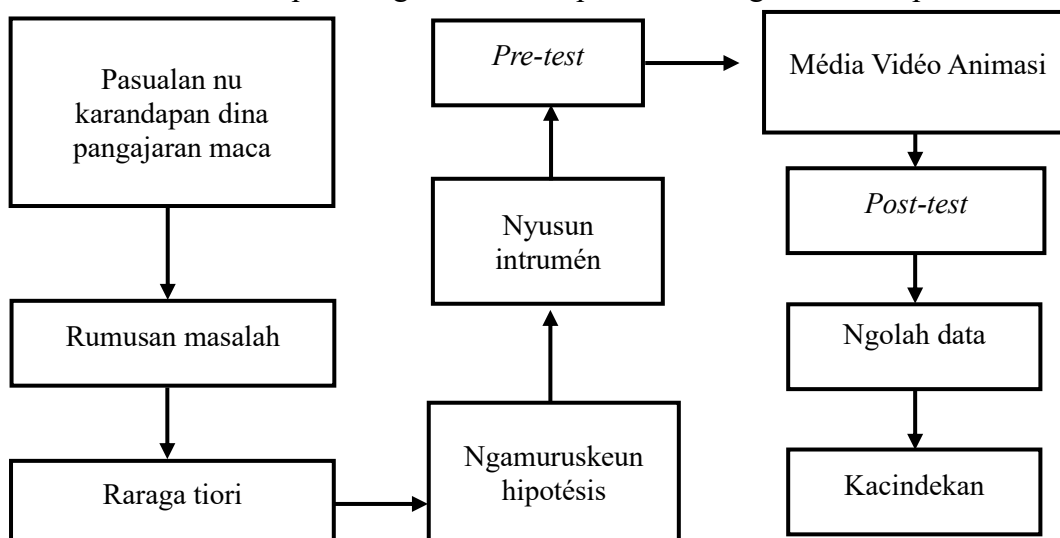 Pasualan nu
karandapan dina
pangajaran maca
Rumusan masalah
Raraga tiori
Ngamuruskeun
hipotésis
Nyusun
intrumén
Pre-test
Média Vidéo Animasi
Post-test
Ngolah data
Kacindekan